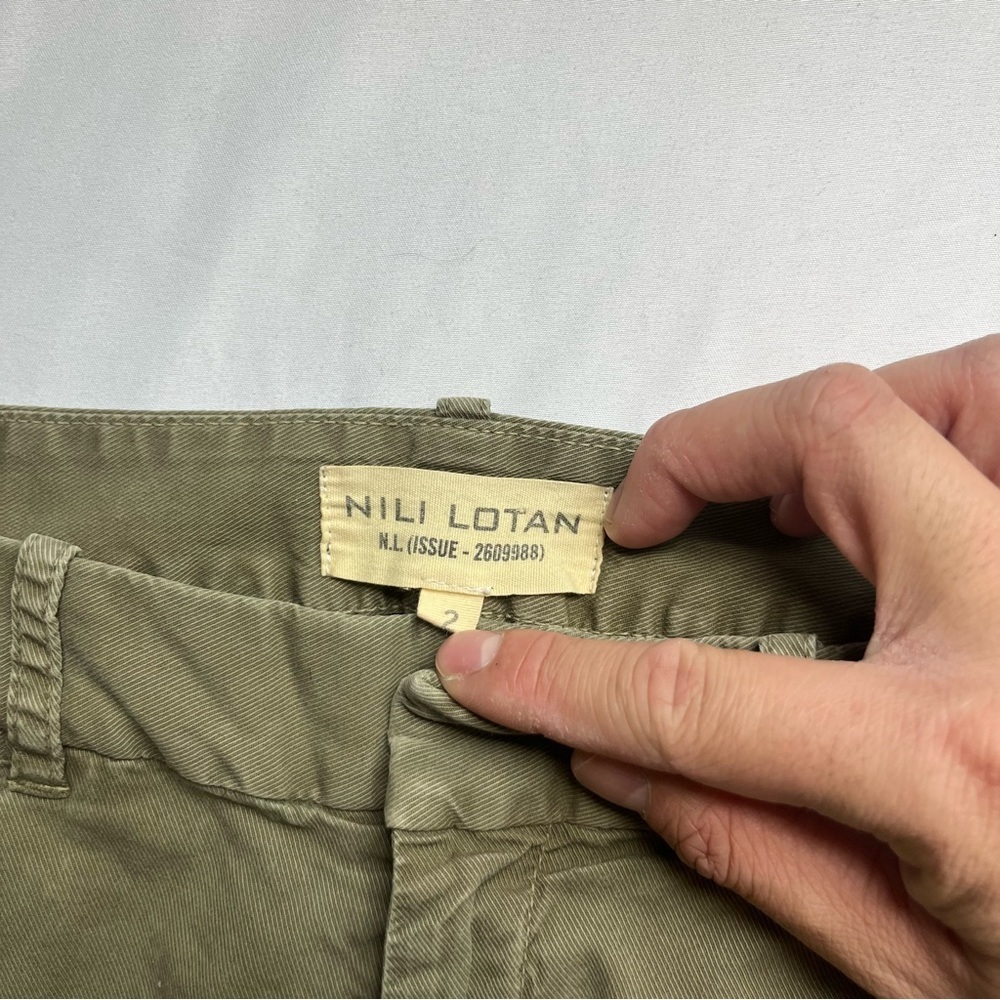 NILI LOTAN
N.L. (ISSUE - 2609988)
2